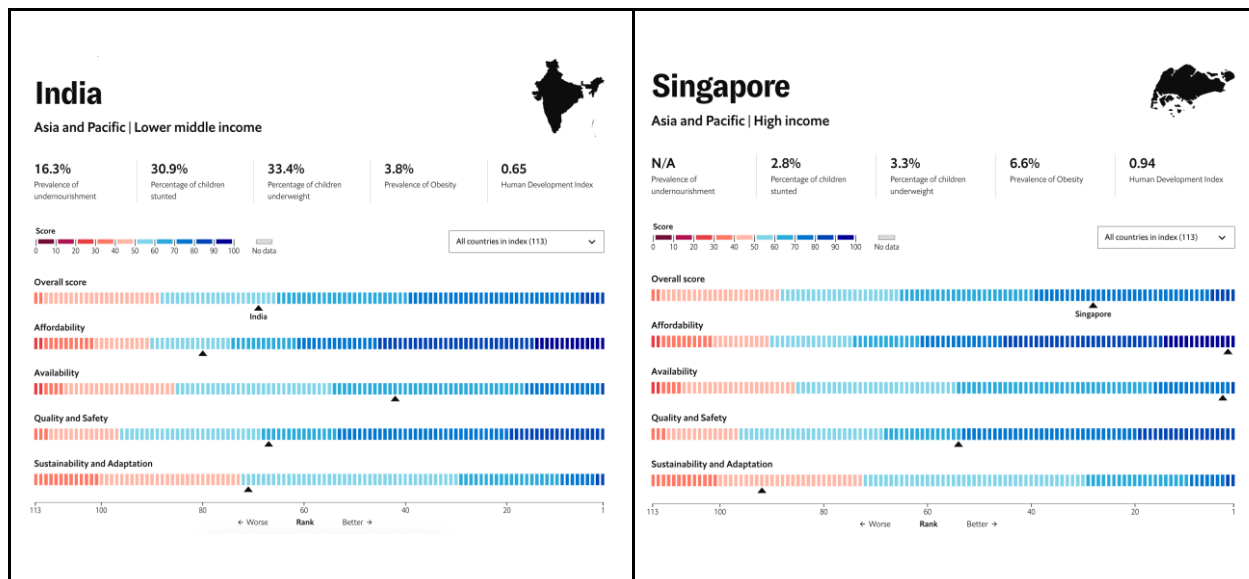 India
Asia and Pacific | Lower middle income
16.3%
Prevalence of
undernourishment
30.9%
Percentage of children
stunted
33.4%
Percentage of children
underweight
3.8%
Prevalence of Obesity
0.65
Human Development Index
Score
0 10 20 30 40 50 60 70 80 90 100
No data
All countries in index (113)
Overall score
India
Affordability
Availability
Quality and Safety
Sustainability and Adaptation
113 100 80 60 40 20 1
← Worse Rank Better →
Singapore
Asia and Pacific | High income
N/A
Prevalence of
undernourishment
2.8%
Percentage of children
stunted
3.3%
Percentage of children
underweight
6.6%
Prevalence of Obesity
0.94
Human Development Index
Score
0 10 20 30 40 50 60 70 80 90 100
No data
All countries in index (113)
Overall score
Singapore
Affordability
Availability
Quality and Safety
Sustainability and Adaptation
113 100 80 60 40 20 1
← Worse Rank Better →